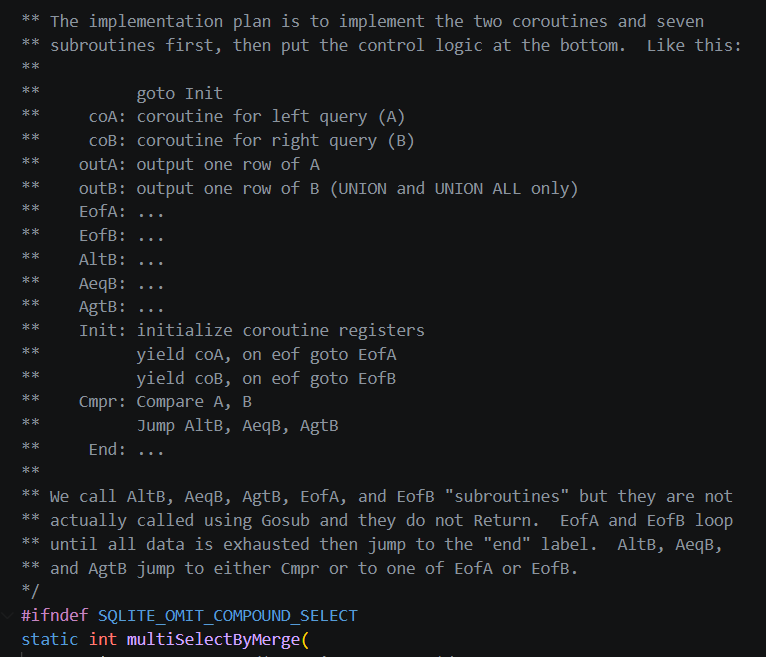 ** The implementation plan is to implement the two coroutines and seven
** subroutines first, then put the control logic at the bottom.  Like this:
**
**          goto Init
**     coA: coroutine for left query (A)
**     coB: coroutine for right query (B)
**    outA: output one row of A
**    outB: output one row of B (UNION and UNION ALL only)
**    EofA: ...
**    EofB: ...
**    AltB: ...
**    AeqB: ...
**    AgtB: ...
**    Init: initialize coroutine registers
**          yield coA, on eof goto EofA
**          yield coB, on eof goto EofB
**    Cmpr: Compare A, B
**          Jump AltB, AeqB, AgtB
**     End: ...
**
** We call AltB, AeqB, AgtB, EofA, and EofB "subroutines" but they are not
** actually called using Gosub and they do not Return.  EofA and EofB loop
** until all data is exhausted then jump to the "end" label.  AltB, AeqB,
** and AgtB jump to either Cmpr or to one of EofA or EofB.
*/
#ifndef SQLITE_OMIT_COMPOUND_SELECT
static int multiSelectByMerge(